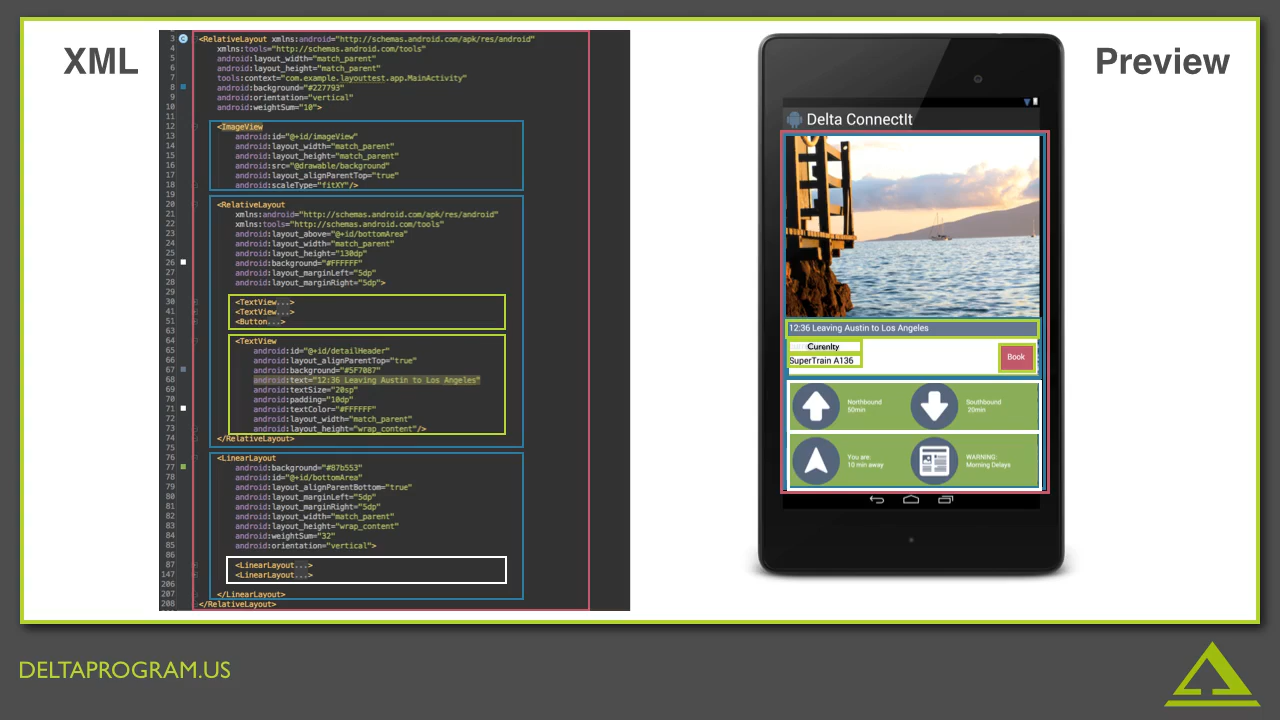 XML
Preview
3 <RelativeLayout xmlns:android="http://schemas.android.com/apk/res/android"
4 xmlns:tools="http://schemas.android.com/tools"
5 android:layout_width="match_parent"
6 android:layout_height="match_parent"
7 tools:context="com.example.layouttest.app.MainActivity"
8 android:background="#227793"
9 android:orientation="vertical"
10 android:weightSum="10">
11
12 <ImageView
13 android:id="@+id/imageView"
14 android:layout_width="match_parent"
15 android:layout_height="match_parent"
16 android:src="@drawable/background"
17 android:layout_alignParentTop="true"
18 android:scaleType="fitXY"/>
19
20 <RelativeLayout
21 xmlns:android="http://schemas.android.com/apk/res/android"
22 xmlns:tools="http://schemas.android.com/tools"
23 android:layout_above="@+id/bottomArea"
24 android:layout_width="match_parent"
25 android:layout_height="130dp"
26 android:background="#FFFFFF"
27 android:layout_marginLeft="5dp"
28 android:layout_marginRight="5dp">
29
30 <TextView...>
41 <TextView...>
51 <Button...>
63
64 <TextView
65 android:id="@+id/detailHeader"
66 android:layout_alignParentTop="true"
67 android:background="#5F7087"
68 android:text="12:36 Leaving Austin to Los Angeles"
69 android:textSize="20sp"
70 android:padding="10dp"
71 android:textColor="#FFFFFF"
72 android:layout_width="match_parent"
73 android:layout_height="wrap_content"/>
74 </RelativeLayout>
75
76 <LinearLayout
77 android:background="#87b553"
78 android:id="@+id/bottomArea"
79 android:layout_alignParentBottom="true"
80 android:layout_marginLeft="5dp"
81 android:layout_marginRight="5dp"
82 android:layout_width="match_parent"
83 android:layout_height="wrap_content"
84 android:weightSum="32"
85 android:orientation="vertical">
86
87 <LinearLayout...>
147 <LinearLayout...>
206
207 </LinearLayout>
208 </RelativeLayout>
Delta ConnectIt
12:36 Leaving Austin to Los Angeles
Curenlty
SuperTrain A136
Book
Northbound
50min
Southbound
20min
You are:
10 min away
WARNING:
Morning Delays
DELTAPROGRAM.US